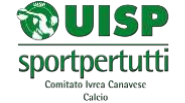 UISP
sportpertutti
Comitato Ivrea Canavese
Calcio